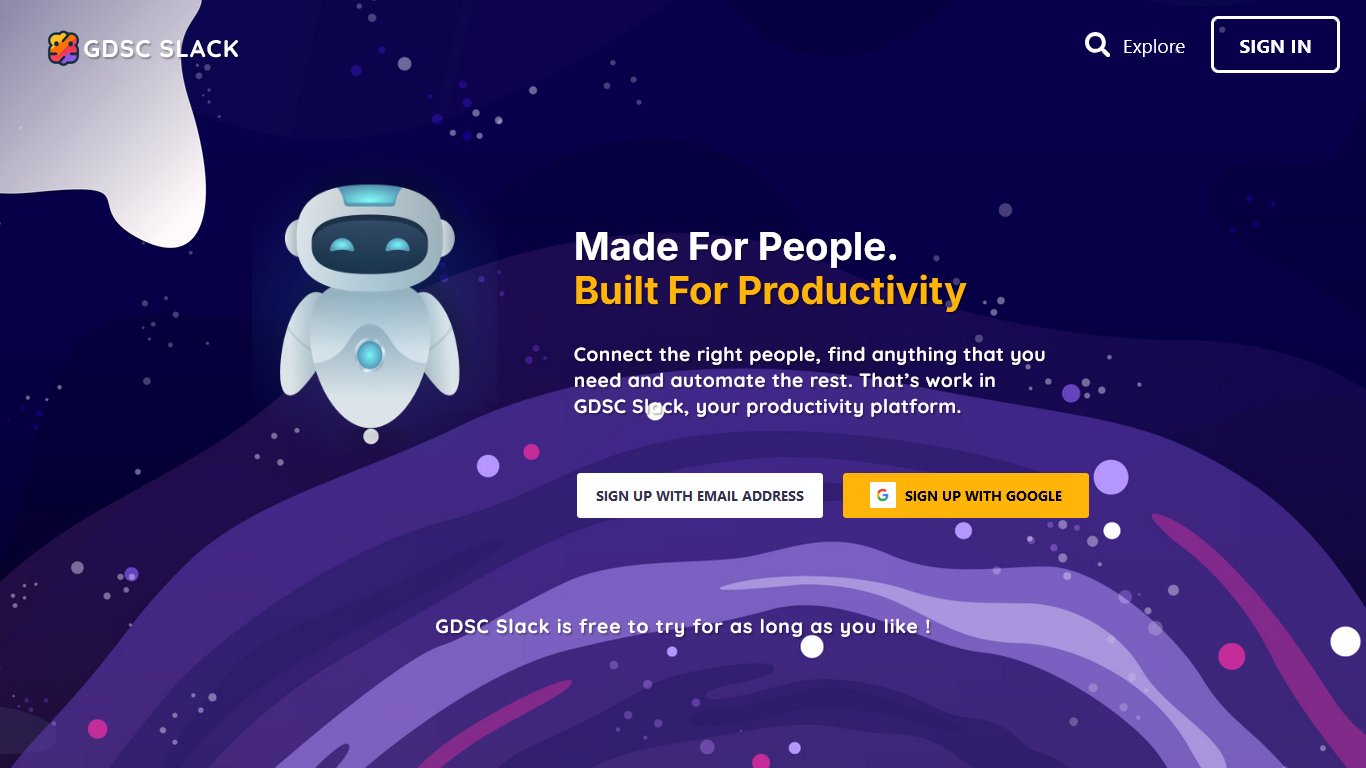 GDSC SLACK
Explore
SIGN IN
Made For People.
Built For Productivity
Connect the right people, find anything that you
need and automate the rest. That’s work in
GDSC Slack, your productivity platform.
SIGN UP WITH EMAIL ADDRESS
G SIGN UP WITH GOOGLE
GDSC Slack is free to try for as long as you like !